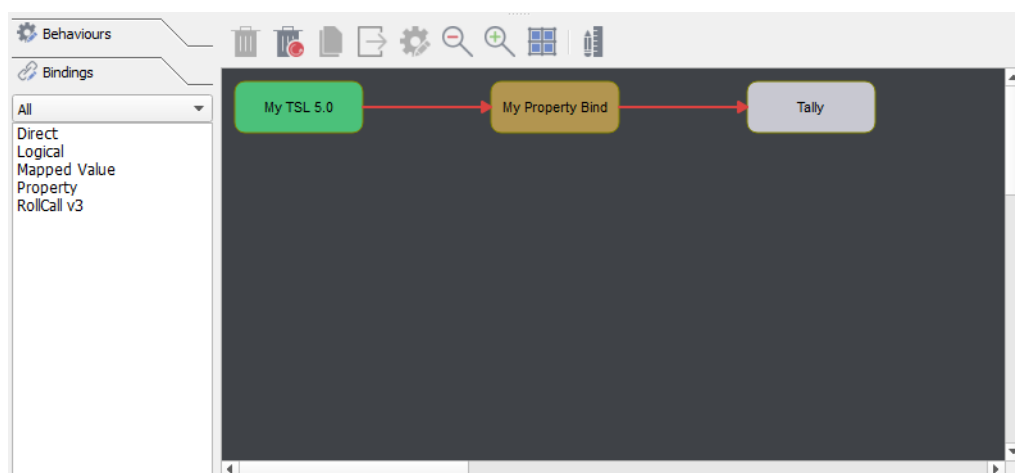 Behaviours
Bindings
All
Direct
Logical
Mapped Value
Property
RollCall v3
My TSL 5.0
My Property Bind
Tally